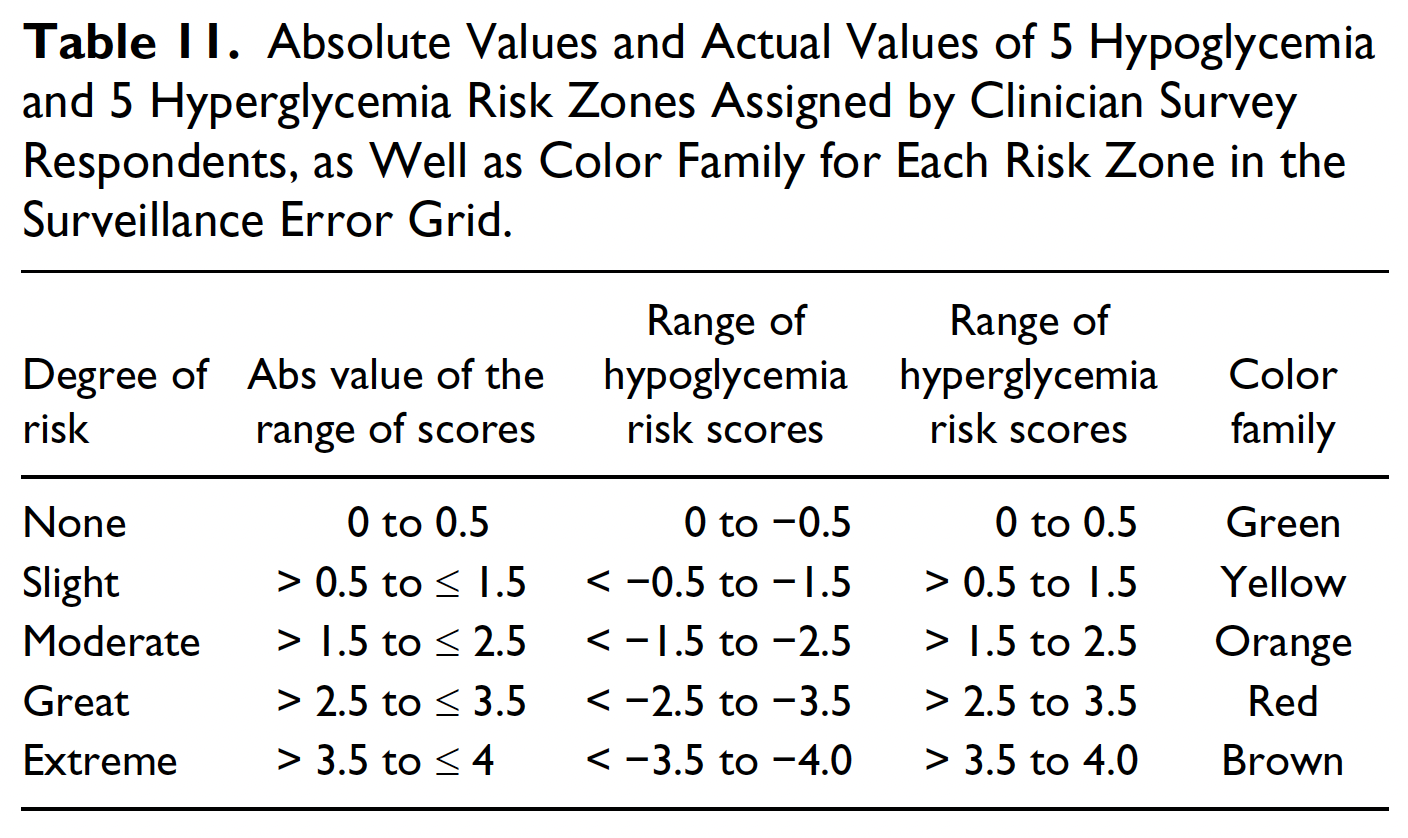 Table 11. Absolute Values and Actual Values of 5 Hypoglycemia
and 5 Hyperglycemia Risk Zones Assigned by Clinician Survey
Respondents, as Well as Color Family for Each Risk Zone in the
Surveillance Error Grid.
Degree of risk Abs value of the range of scores Range of hypoglycemia risk scores Range of hyperglycemia risk scores Color family
None 0 to 0.5 0 to −0.5 0 to 0.5 Green
Slight > 0.5 to ≤ 1.5 < −0.5 to −1.5 > 0.5 to 1.5 Yellow
Moderate > 1.5 to ≤ 2.5 < −1.5 to −2.5 > 1.5 to 2.5 Orange
Great > 2.5 to ≤ 3.5 < −2.5 to −3.5 > 2.5 to 3.5 Red
Extreme > 3.5 to ≤ 4 < −3.5 to −4.0 > 3.5 to 4.0 Brown